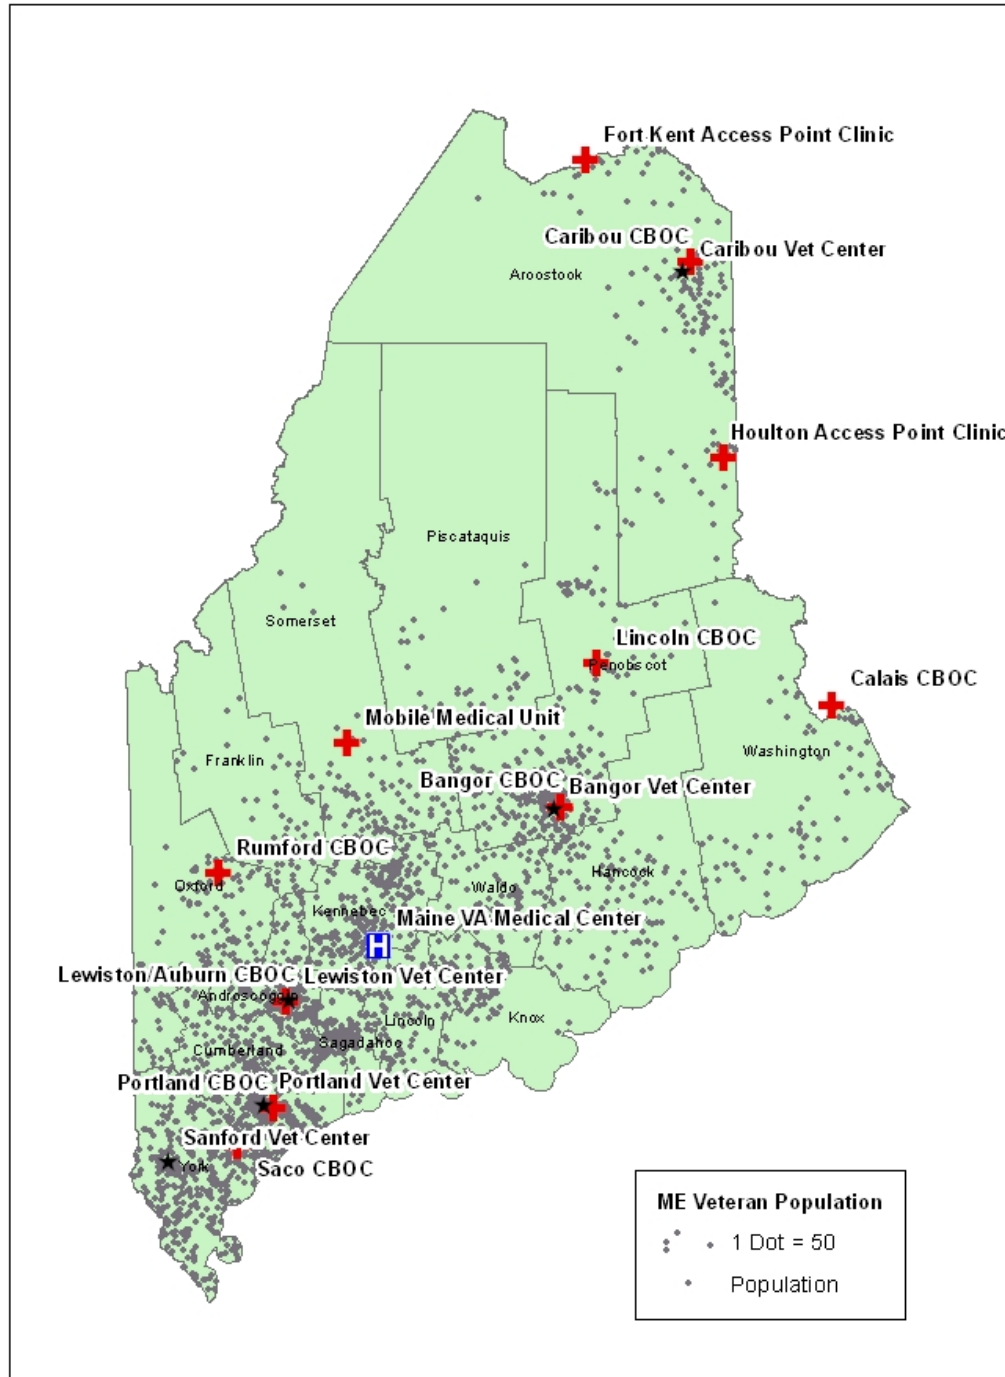 Fort Kent Access Point Clinic
Caribou CBOC
Caribou Vet Center
Aroostook
Houlton Access Point Clinic
Piscataquis
Somerset
Lincoln CBOC
Penobscot
Calais CBOC
Mobile Medical Unit
Franklin
Washington
Bangor CBOC
Bangor Vet Center
Rumford CBOC
Oxford
Hancock
Waldo
Kennebec
Maine VA Medical Center
H
Lewiston/Auburn CBOC
Lewiston Vet Center
Androscoggin
Lincoln
Knox
Sagadahoc
Cumberland
Portland CBOC
Portland Vet Center
Sanford Vet Center
York
Saco CBOC
ME Veteran Population
1 Dot = 50
Population